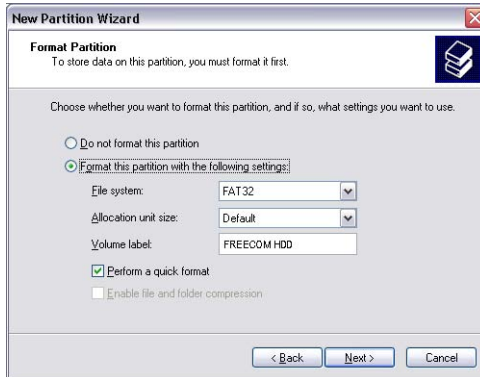 New Partition Wizard
Format Partition
To store data on this partition, you must format it first.
Choose whether you want to format this partition, and if so, what settings you want to use.
Do not format this partition
Format this partition with the following settings:
File system: FAT32
Allocation unit size: Default
Volume label: FREECOM HDD
Perform a quick format
Enable file and folder compression
< Back Next > Cancel